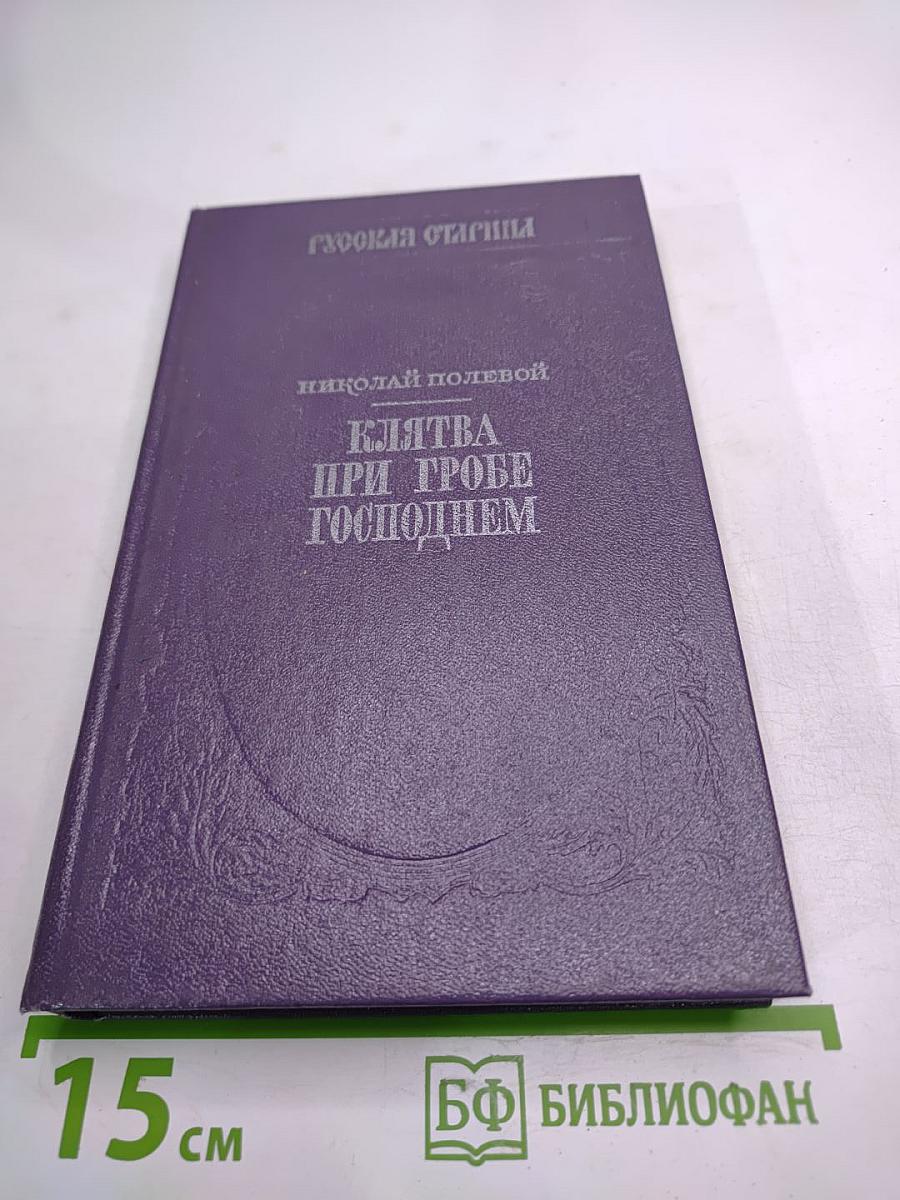 РУССКАЯ СТАРИНА
НИКОЛАЙ ПОЛЕВОЙ
КЛЯТВА
ПРИ ГРОБЕ
ГОСПОДНЕМ
15 см
БФ БИБЛИОФАН